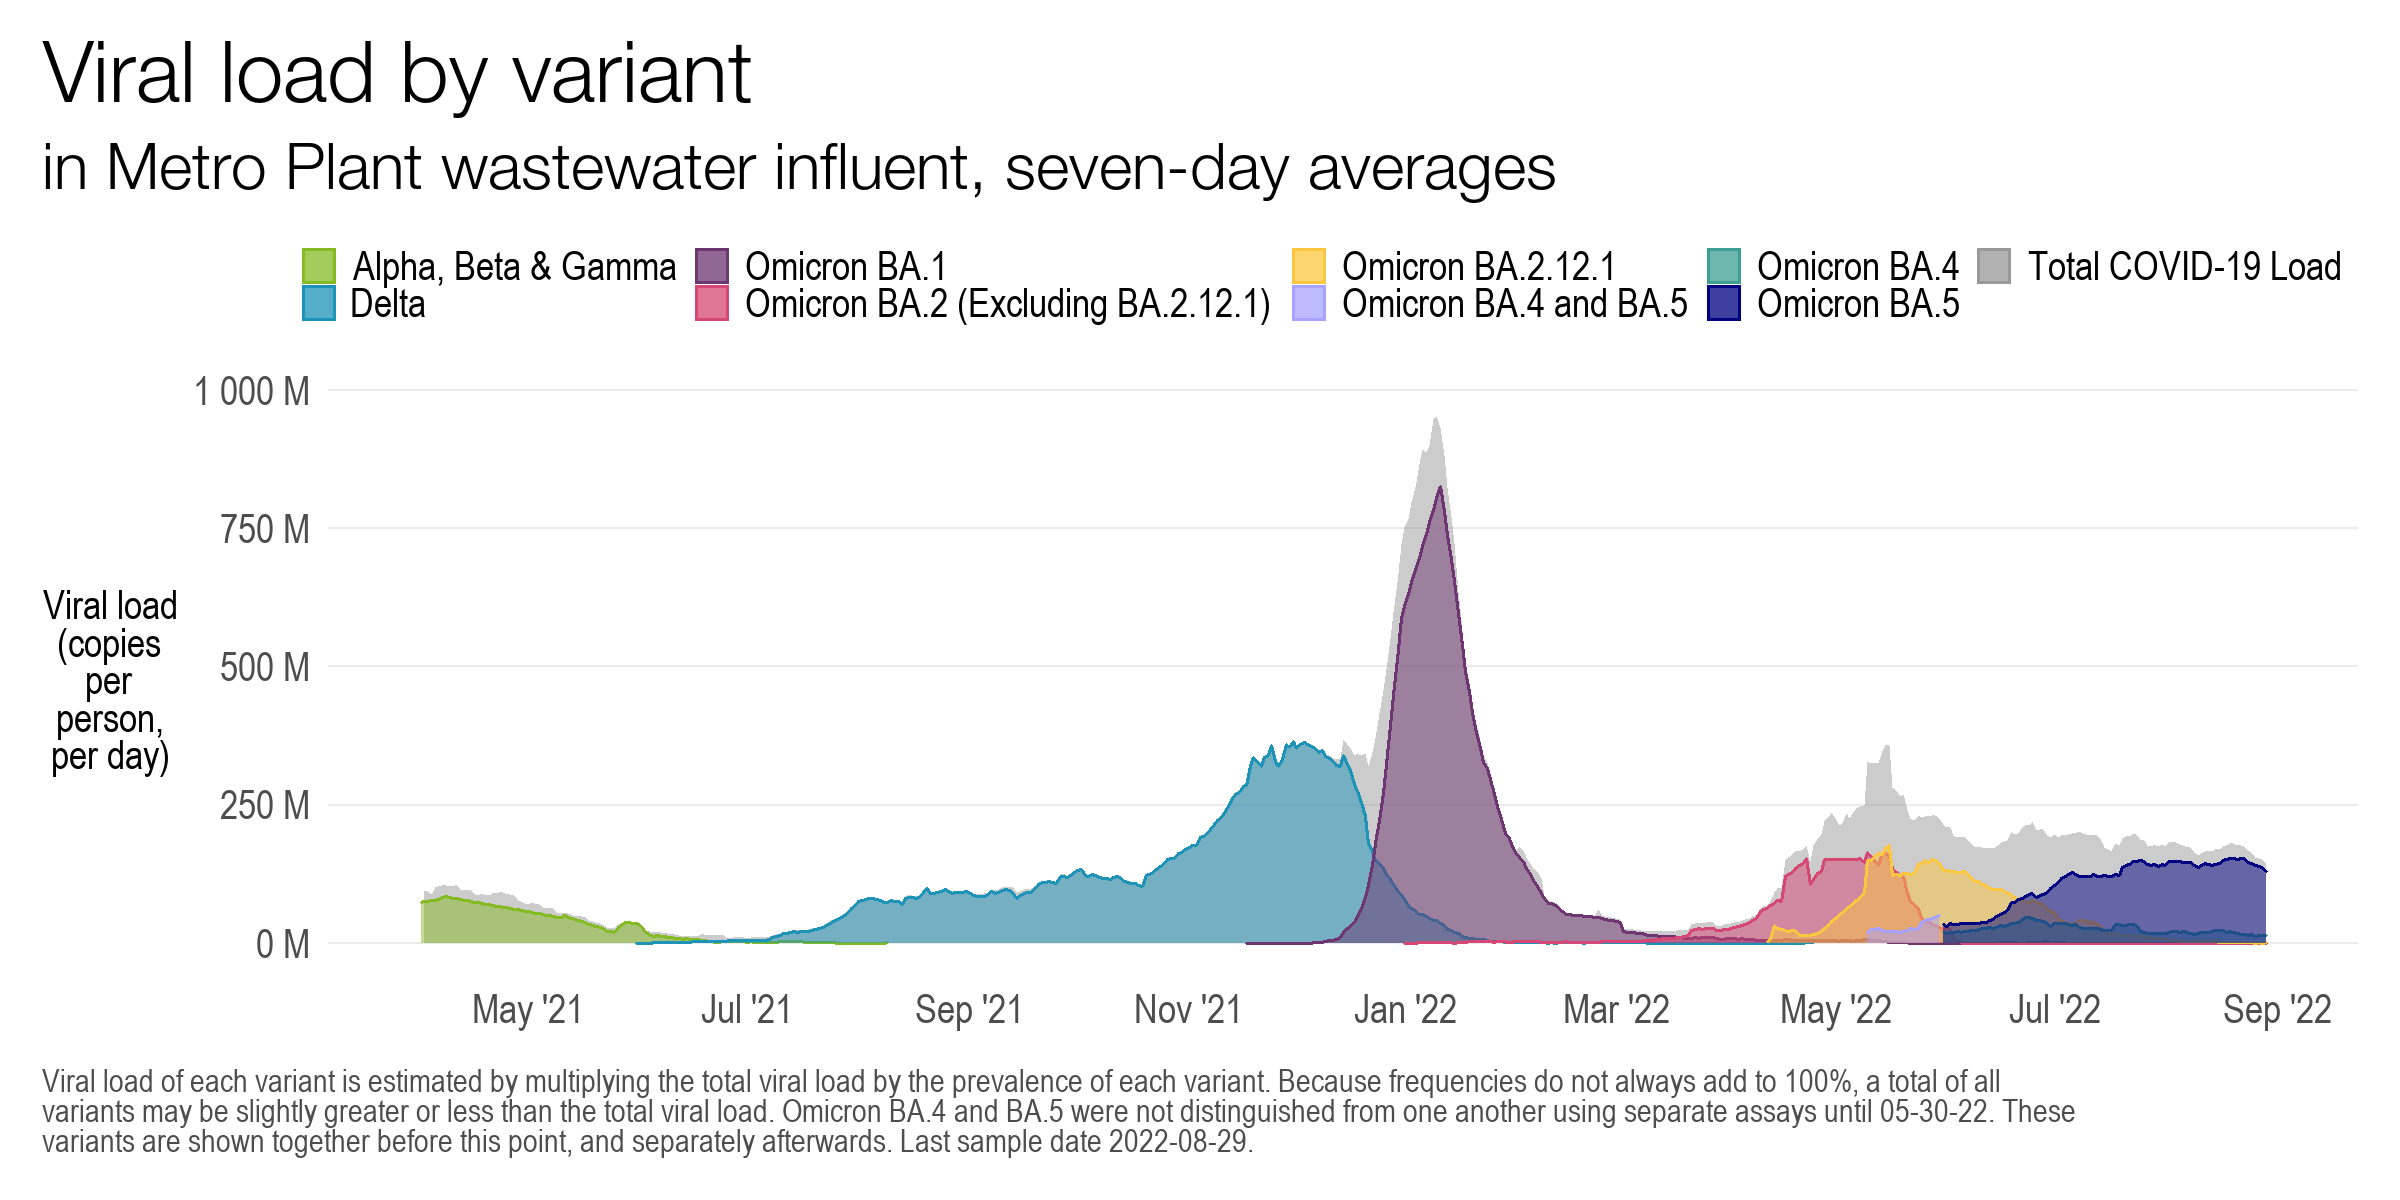 Viral load by variant
in Metro Plant wastewater influent, seven-day averages
Alpha, Beta & Gamma
Delta
Omicron BA.1
Omicron BA.2 (Excluding BA.2.12.1)
Omicron BA.2.12.1
Omicron BA.4 and BA.5
Omicron BA.4
Omicron BA.5
Total COVID-19 Load
1 000 M
750 M
500 M
250 M
0 M
Viral load
(copies
per
person,
per day)
May '21
Jul '21
Sep '21
Nov '21
Jan '22
Mar '22
May '22
Jul '22
Sep '22
Viral load of each variant is estimated by multiplying the total viral load by the prevalence of each variant. Because frequencies do not always add to 100%, a total of all
variants may be slightly greater or less than the total viral load. Omicron BA.4 and BA.5 were not distinguished from one another using separate assays until 05-30-22. These
variants are shown together before this point, and separately afterwards. Last sample date 2022-08-29.